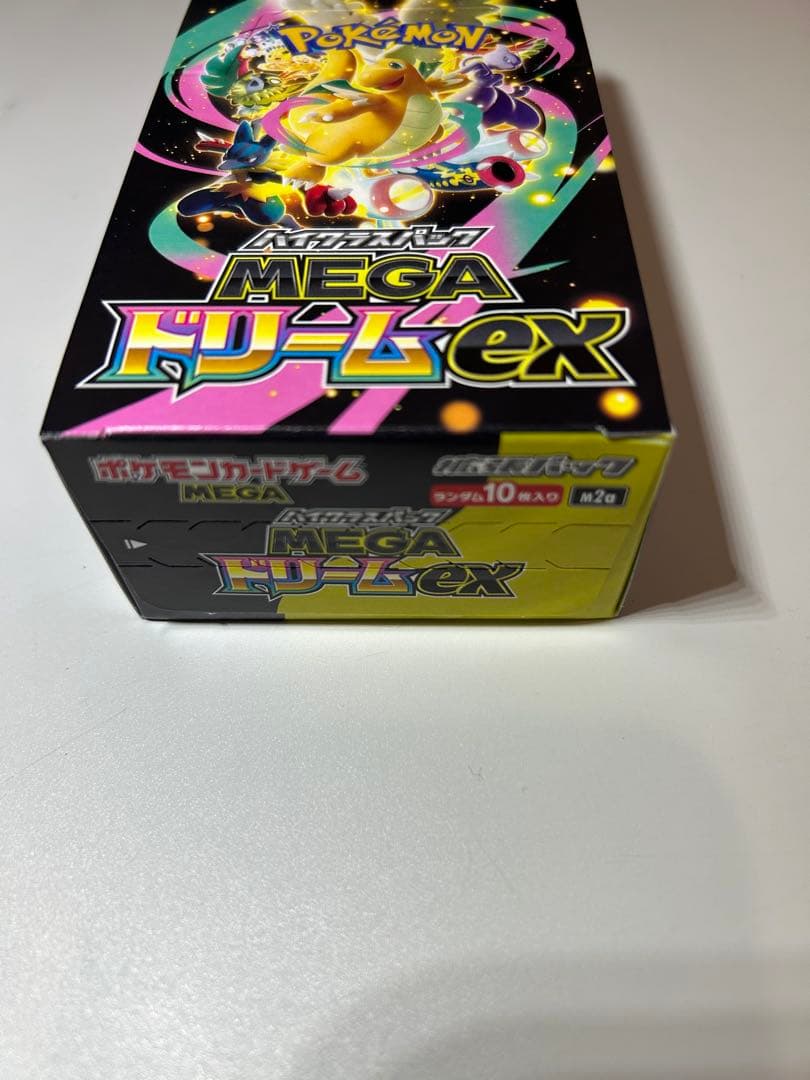 POKÉMON
ハイクラスパック
MEGA
ドリームex
ポケモンカードゲーム
MEGA
拡張パック
ランダム10枚入り M2a
ハイクラスパック
MEGA
ドリームex